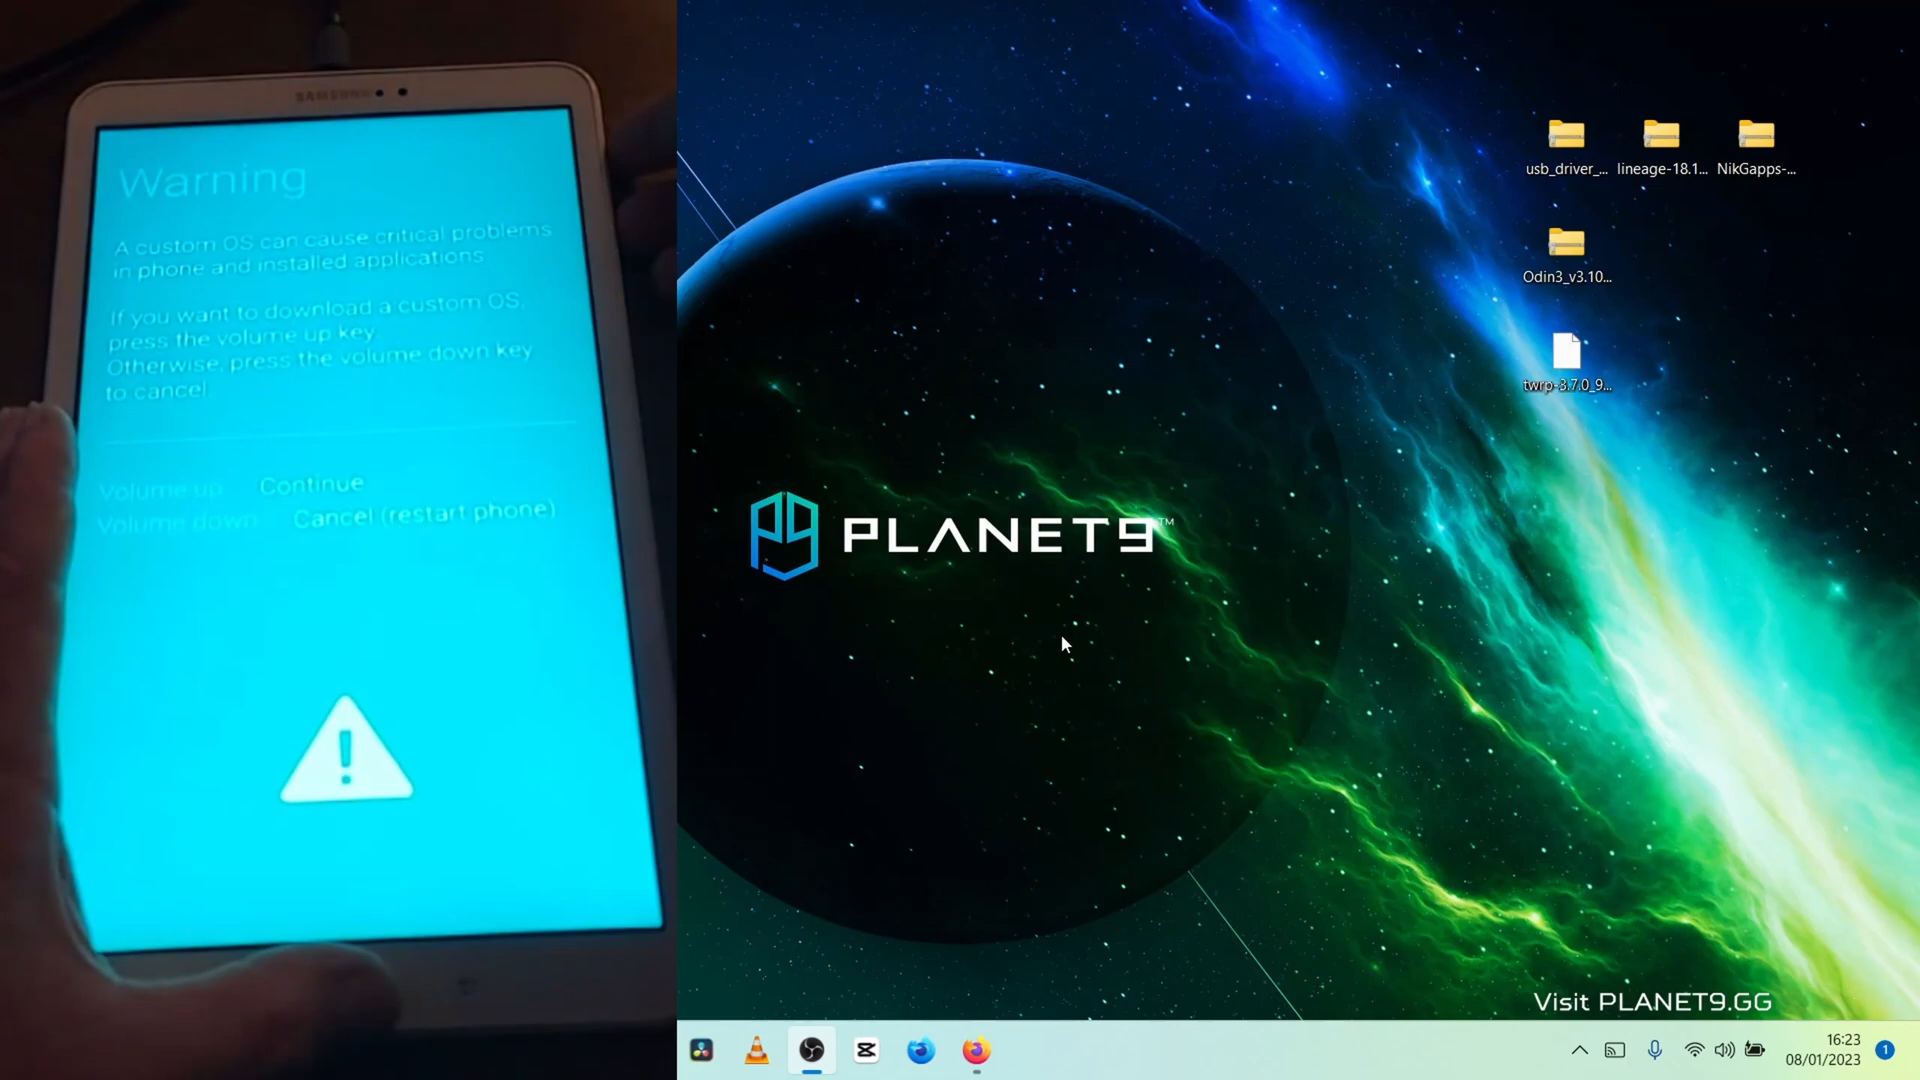 SAMSUNG
Warning
A custom OS can cause critical problems
in phone and installed applications
If you want to download a custom OS,
press the volume up key.
Otherwise, press the volume down key
to cancel.
Volume up Continue
Volume down Cancel (restart phone)
PLANET9™
usb_driver_...
lineage-18.1...
NikGapps-...
Odin3_v3.10...
twrp-3.7.0_9...
Visit PLANET9.GG
16:23
08/01/2023
1